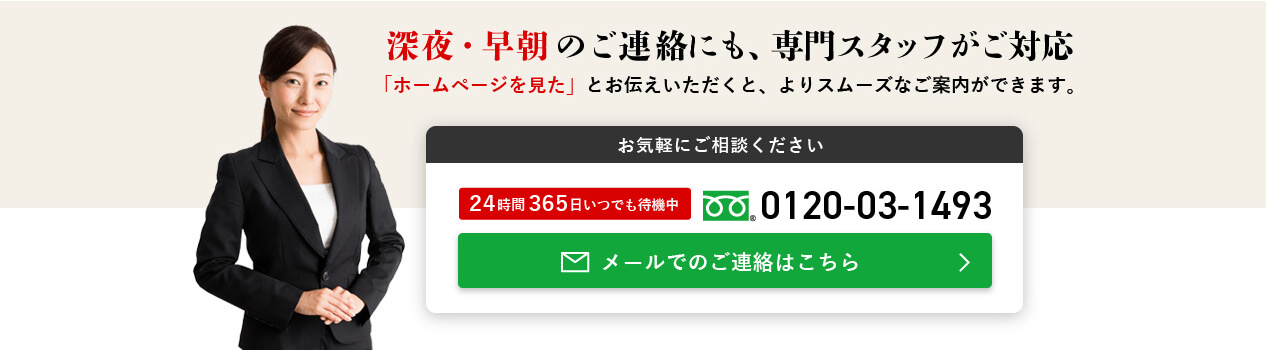 深夜・早朝のご連絡にも、専門スタッフがご対応
「ホームページを見た」とお伝えいただくと、よりスムーズなご案内ができます。
お気軽にご相談ください
24時間365日いつでも待機中 ® 0120-03-1493
メールでのご連絡はこちら